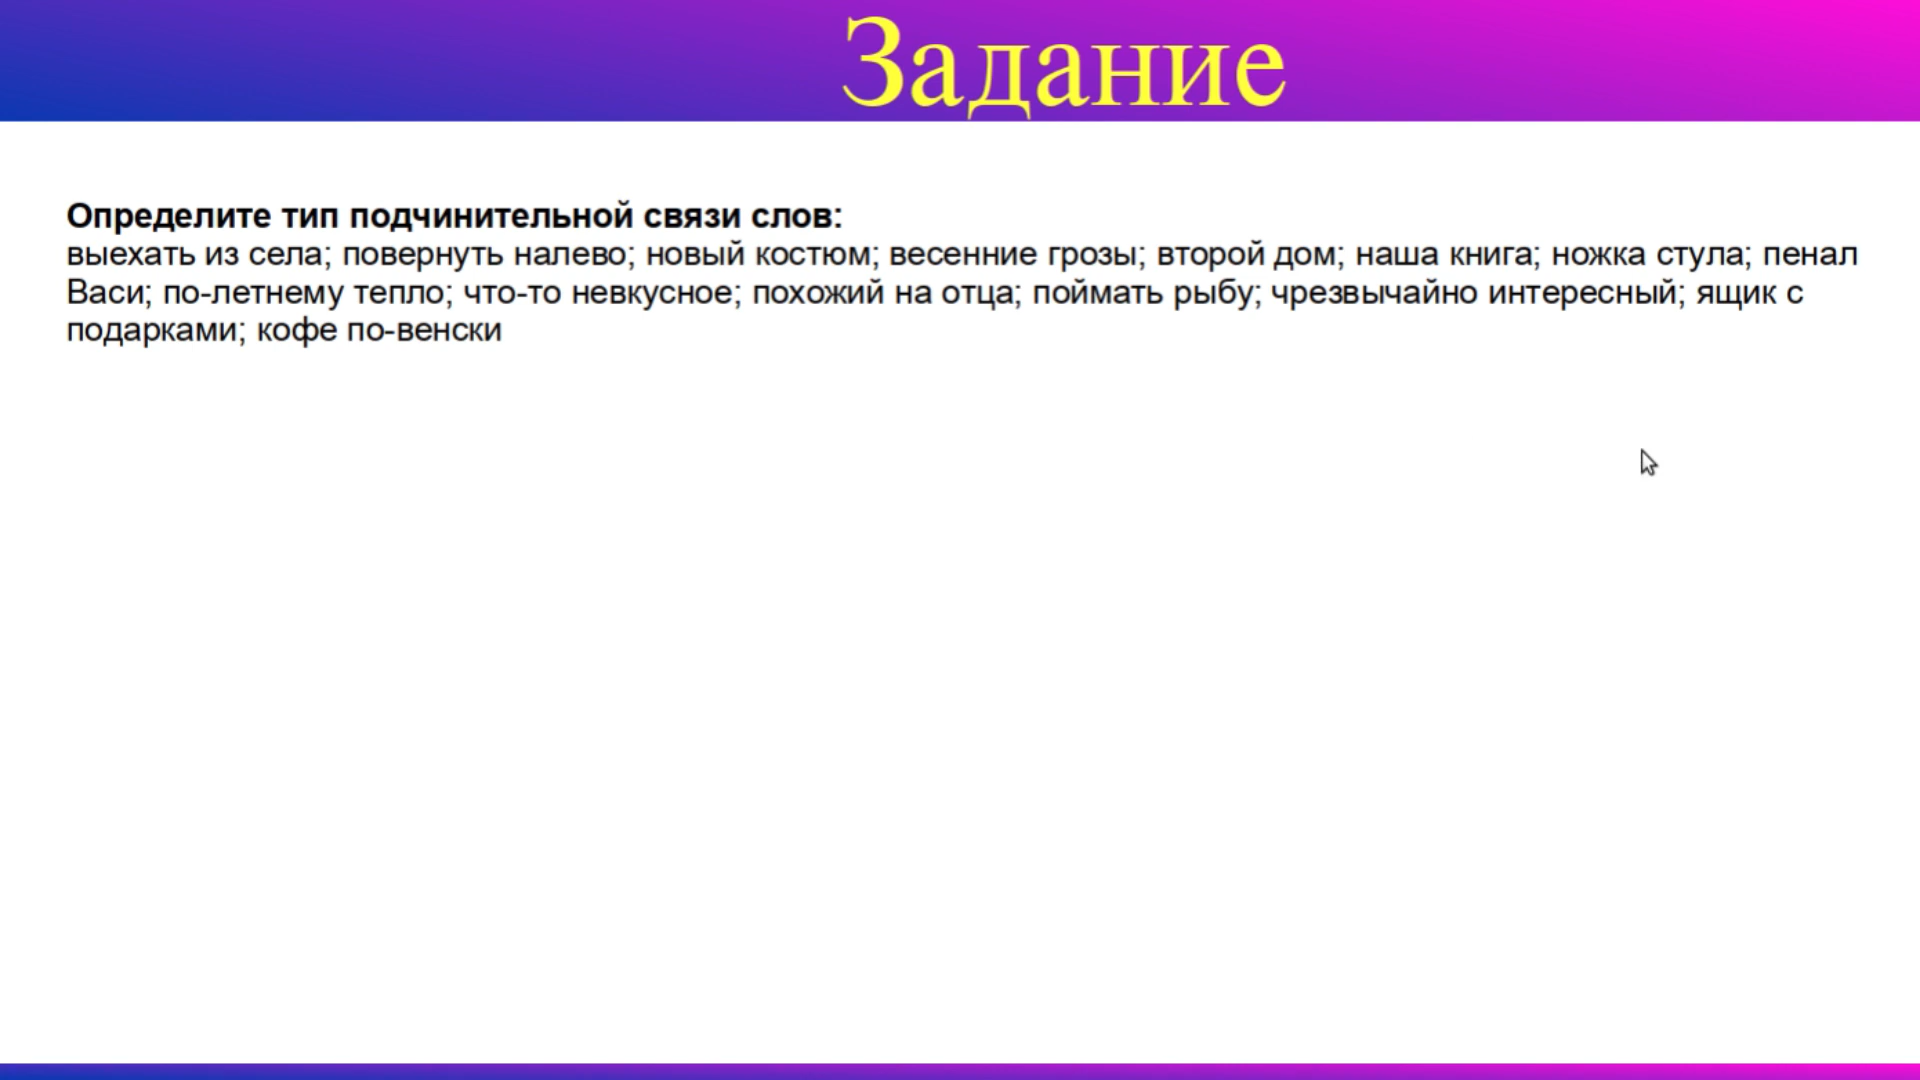 Задание
Определите тип подчинительной связи слов:
выехать из села; повернуть налево; новый костюм; весенние грозы; второй дом; наша книга; ножка стула; пенал
Васи; по-летнему тепло; что-то невкусное; похожий на отца; поймать рыбу; чрезвычайно интересный; ящик с
подарками; кофе по-венски